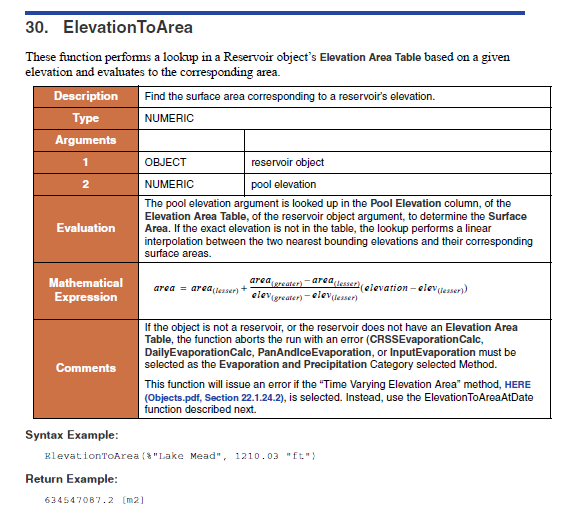 30. ElevationToArea
These function performs a lookup in a Reservoir object's Elevation Area Table based on a given
elevation and evaluates to the corresponding area.
Description Find the surface area corresponding to a reservoir's elevation.
Type NUMERIC
Arguments
1 OBJECT reservoir object
2 NUMERIC pool elevation
Evaluation
The pool elevation argument is looked up in the Pool Elevation column, of the
Elevation Area Table, of the reservoir object argument, to determine the Surface
Area. If the exact elevation is not in the table, the lookup performs a linear
interpolation between the two nearest bounding elevations and their corresponding
surface areas.
Mathematical
Expression
area = area(lesser) + area(greater) − area(lesser) / elev(greater) − elev(lesser) (elevation − elev(lesser))
Comments
If the object is not a reservoir, or the reservoir does not have an Elevation Area
Table, the function aborts the run with an error (CRSSEvaporationCalc,
DailyEvaporationCalc, PanAndIceEvaporation, or InputEvaporation must be
selected as the Evaporation and Precipitation Category selected Method.
This function will issue an error if the "Time Varying Elevation Area" method, HERE
(Objects.pdf, Section 22.1.24.2), is selected. Instead, use the ElevationToAreaAtDate
function described next.
Syntax Example:
ElevationToArea(%"Lake Mead", 1210.03 "ft")
Return Example:
634547087.2 [m2]